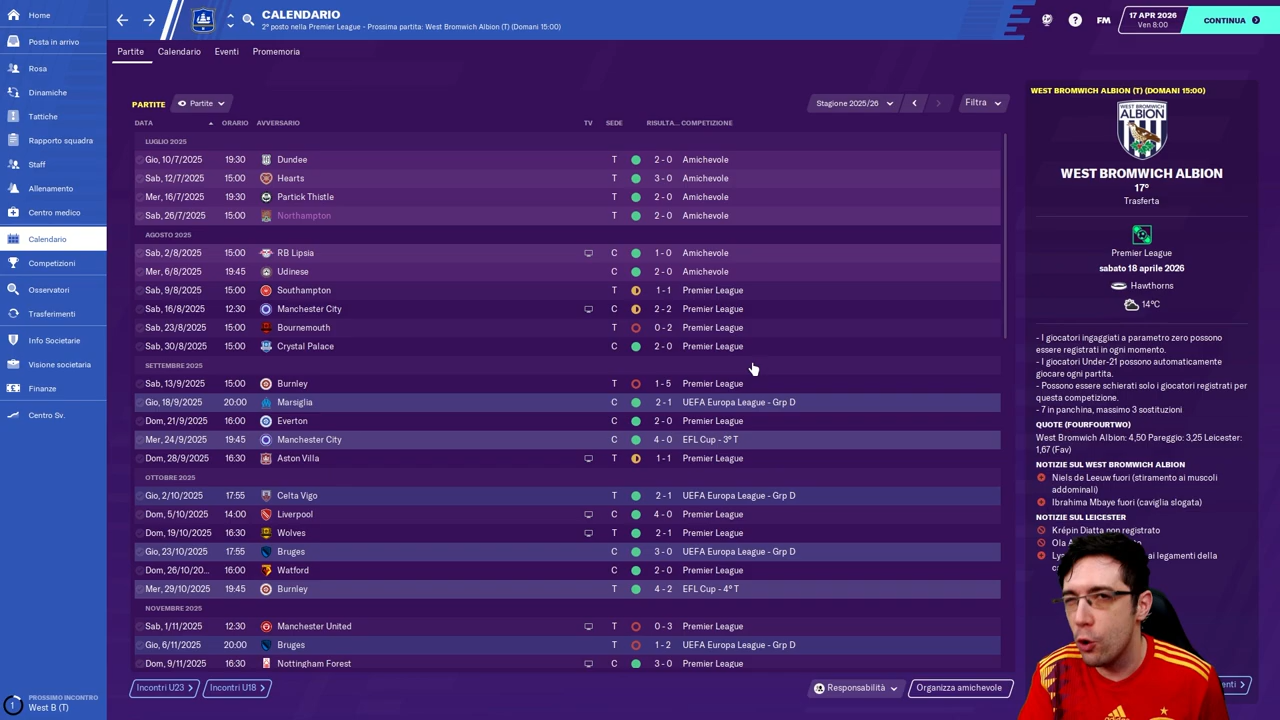 Home
Posta in arrivo
Rosa
Dinamiche
Tattiche
Rapporto squadra
Staff
Allenamento
Centro medico
Calendario
Competizioni
Osservatori
Trasferimenti
Info Societarie
Visione societaria
Finanze
Centro Sv.
1 PROSSIMO INCONTRO
West B (T)
CALENDARIO
2º posto nella Premier League - Prossima partita: West Bromwich Albion (T) (Domani 15:00)
? FM 17 APR 2026
Ven 8:00
CONTINUA
Partite Calendario Eventi Promemoria
PARTITE Partite Stagione 2025/26 Filtra
DATA ORARIO AVVERSARIO TV SEDE RISULTA... COMPETIZIONE
LUGLIO 2025
Gio, 10/7/2025 19:30 Dundee T 2 - 0 Amichevole
Sab, 12/7/2025 15:00 Hearts T 3 - 0 Amichevole
Mer, 16/7/2025 19:30 Partick Thistle T 2 - 0 Amichevole
Sab, 26/7/2025 15:00 Northampton T 2 - 0 Amichevole
AGOSTO 2025
Sab, 2/8/2025 15:00 RB Lipsia C 1 - 0 Amichevole
Mer, 6/8/2025 19:45 Udinese C 2 - 0 Amichevole
Sab, 9/8/2025 15:00 Southampton T 1 - 1 Premier League
Sab, 16/8/2025 12:30 Manchester City C 2 - 2 Premier League
Sab, 23/8/2025 15:00 Bournemouth T 0 - 2 Premier League
Sab, 30/8/2025 15:00 Crystal Palace C 2 - 0 Premier League
SETTEMBRE 2025
Sab, 13/9/2025 15:00 Burnley T 1 - 5 Premier League
Gio, 18/9/2025 20:00 Marsiglia C 2 - 1 UEFA Europa League - Grp D
Dom, 21/9/2025 16:00 Everton C 2 - 0 Premier League
Mer, 24/9/2025 19:45 Manchester City C 4 - 0 EFL Cup - 3º T
Dom, 28/9/2025 16:30 Aston Villa T 1 - 1 Premier League
OTTOBRE 2025
Gio, 2/10/2025 17:55 Celta Vigo T 2 - 1 UEFA Europa League - Grp D
Dom, 5/10/2025 14:00 Liverpool C 4 - 0 Premier League
Dom, 19/10/2025 16:30 Wolves T 2 - 1 Premier League
Gio, 23/10/2025 17:55 Bruges C 3 - 0 UEFA Europa League - Grp D
Dom, 26/10/20... 16:00 Watford C 2 - 0 Premier League
Mer, 29/10/2025 19:45 Burnley T 4 - 2 EFL Cup - 4º T
NOVEMBRE 2025
Sab, 1/11/2025 12:30 Manchester United T 0 - 3 Premier League
Gio, 6/11/2025 20:00 Bruges T 1 - 2 UEFA Europa League - Grp D
Dom, 9/11/2025 16:30 Nottingham Forest C 3 - 0 Premier League
Incontri U23 Incontri U18 Responsabilità Organizza amichevole
WEST BROMWICH ALBION (T) (DOMANI 15:00)
WEST BROMWICH
ALBION
WEST BROMWICH ALBION
17º
Trasferta
Premier League
sabato 18 aprile 2026
Hawthorns
14ºC
- I giocatori ingaggiati a parametro zero possono
essere registrati in ogni momento.
- I giocatori Under-21 possono automaticamente
giocare ogni partita.
- Possono essere schierati solo i giocatori registrati per
questa competizione.
- 7 in panchina, massimo 3 sostituzioni
QUOTE (FOURFOURTWO)
West Bromwich Albion: 4,50 Pareggio: 3,25 Leicester:
1,67 (Fav)
NOTIZIE SUL WEST BROMWICH ALBION
Niels de Leeuw fuori (stiramento ai muscoli
addominali)
Ibrahima Mbaye fuori (caviglia slogata)
NOTIZIE SUL LEICESTER
Krépin Diatta non registrato
Ola
ai legamenti della